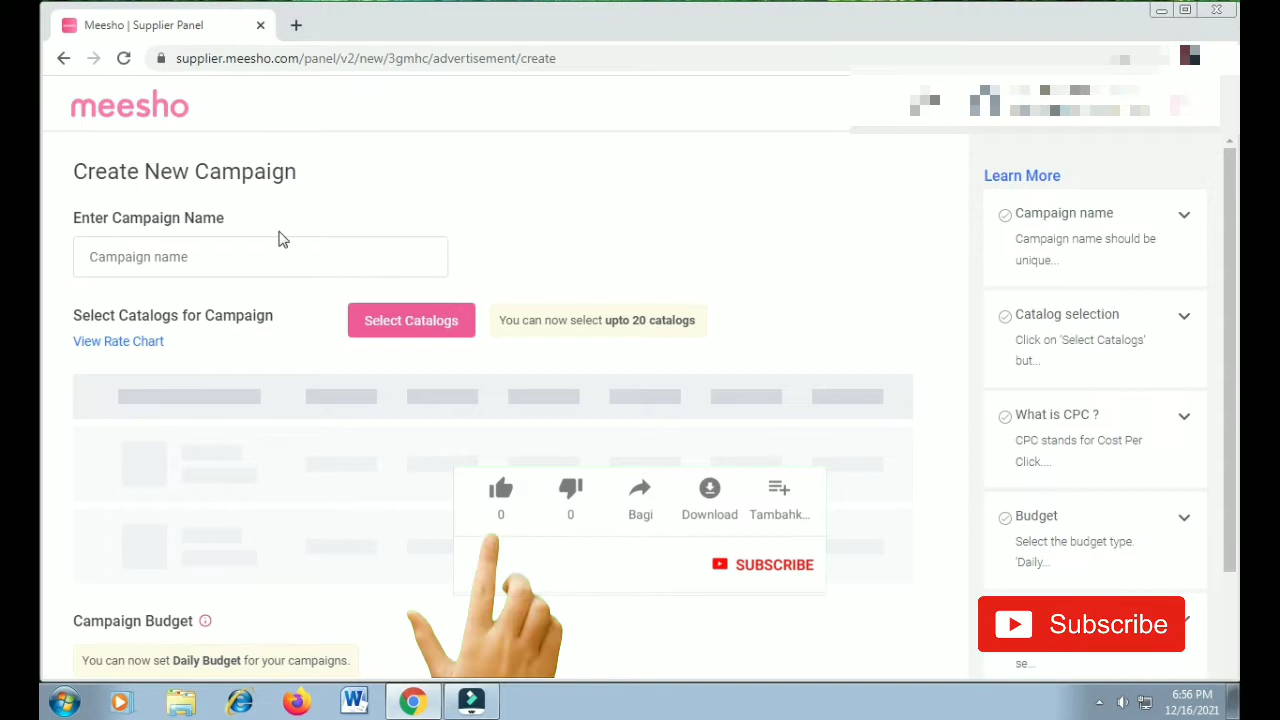 Meesho | Supplier Panel
supplier.meesho.com/panel/v2/new/3gmhc/advertisement/create
meesho
Create New Campaign
Enter Campaign Name
Campaign name
Select Catalogs for Campaign
Select Catalogs
You can now select upto 20 catalogs
View Rate Chart
Campaign Budget
You can now set Daily Budget for your campaigns.
Learn More
Campaign name
Campaign name should be
unique...
Catalog selection
Click on 'Select Catalogs'
but...
What is CPC ?
CPC stands for Cost Per
Click....
Budget
Select the budget type.
'Daily...
se...
0
0
Bagi
Download
Tambahk...
SUBSCRIBE
Subscribe
6:56 PM
12/16/2021